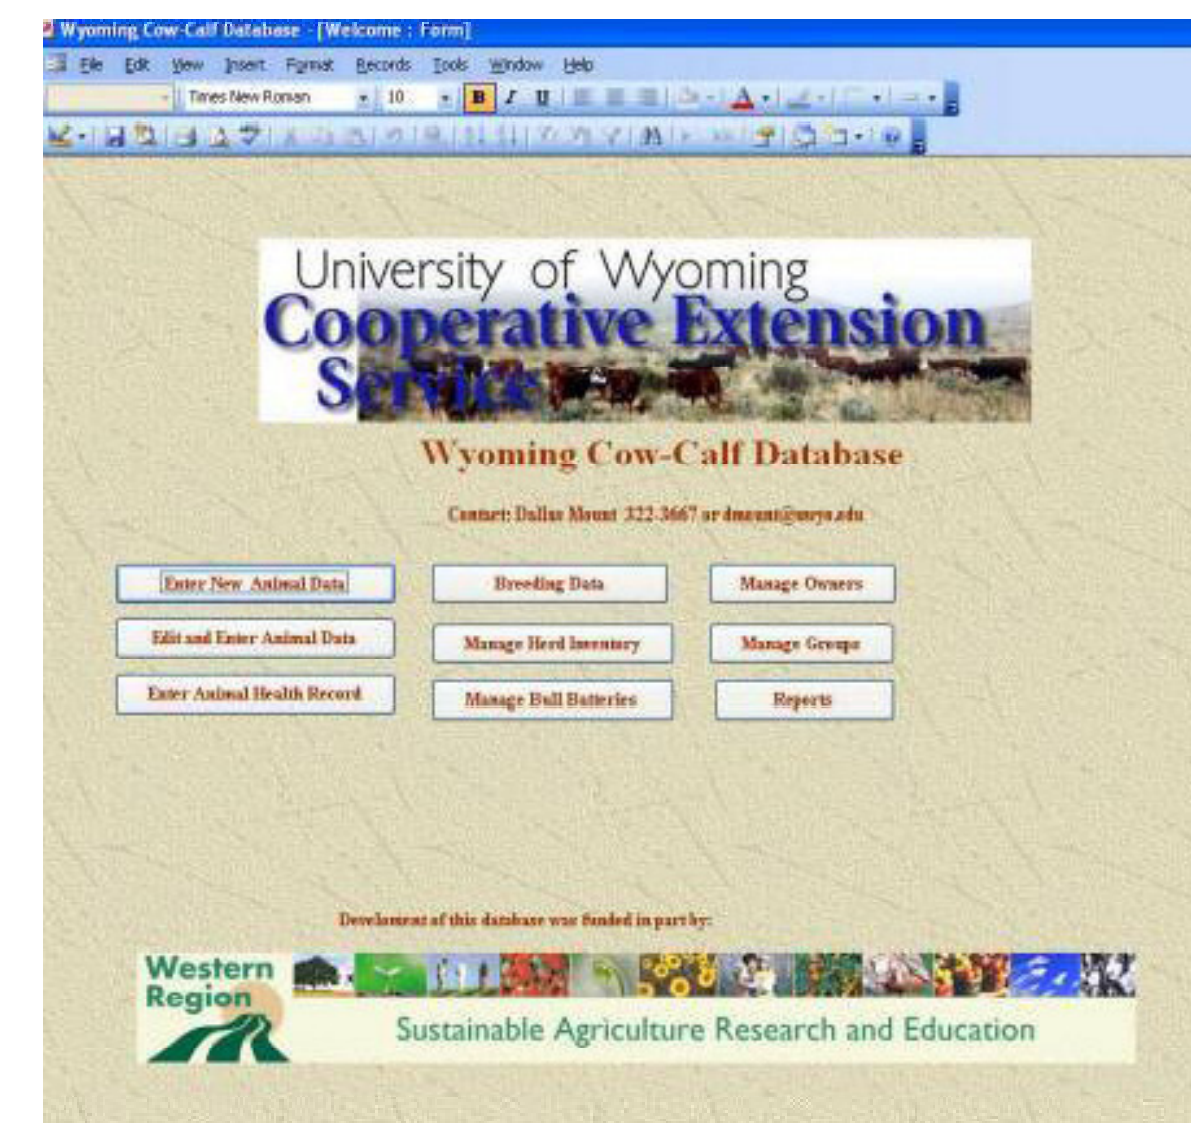 Wyoming Cow-Calf Database - [Welcome : Form]
File Edit View Insert Format Records Tools Window Help
Times New Roman 10 B I U A
University of Wyoming
Cooperative Extension
Service
Wyoming Cow-Calf Database
Contact: Dallas Mount 322-3667 or dmount@uwyo.edu
Enter New Animal Data Breeding Data Manage Owners
Edit and Enter Animal Data Manage Herd Inventory Manage Groups
Enter Animal Health Record Manage Bull Batteries Reports
Develoment of this database was funded in part by:
Western
Region
Sustainable Agriculture Research and Education